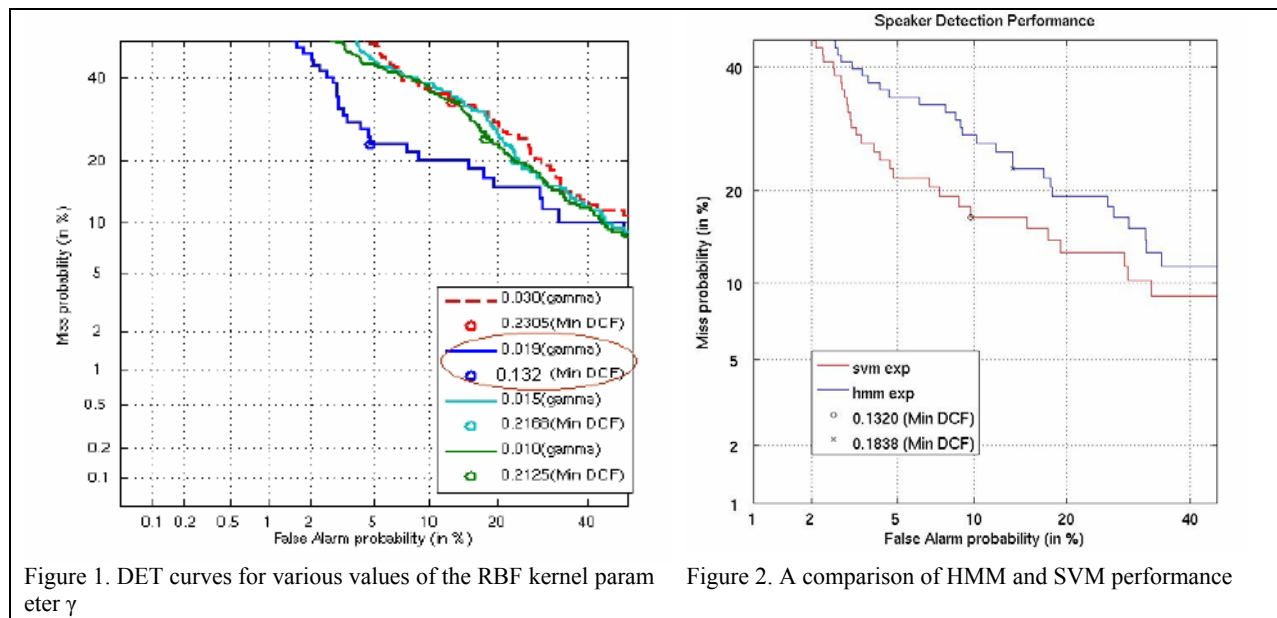 40
20
10
5
2
1
0.5
0.2
0.1
Miss probability (in %)
0.1 0.2 0.5 1 2 5 10 20 40
False Alarm probability (in %)
0.030(gamma)
0.2305(Min DCF)
0.019(gamma)
0.132 (Min DCF)
0.015(gamma)
0.2168(Min DCF)
0.010(gamma)
0.2125(Min DCF)
Figure 1. DET curves for various values of the RBF kernel param
eter γ
Speaker Detection Performance
40
20
10
5
2
1
Miss probability (in %)
1 2 5 10 20 40
False Alarm probability (in %)
svm exp
hmm exp
0.1320 (Min DCF)
0.1838 (Min DCF)
Figure 2. A comparison of HMM and SVM performance